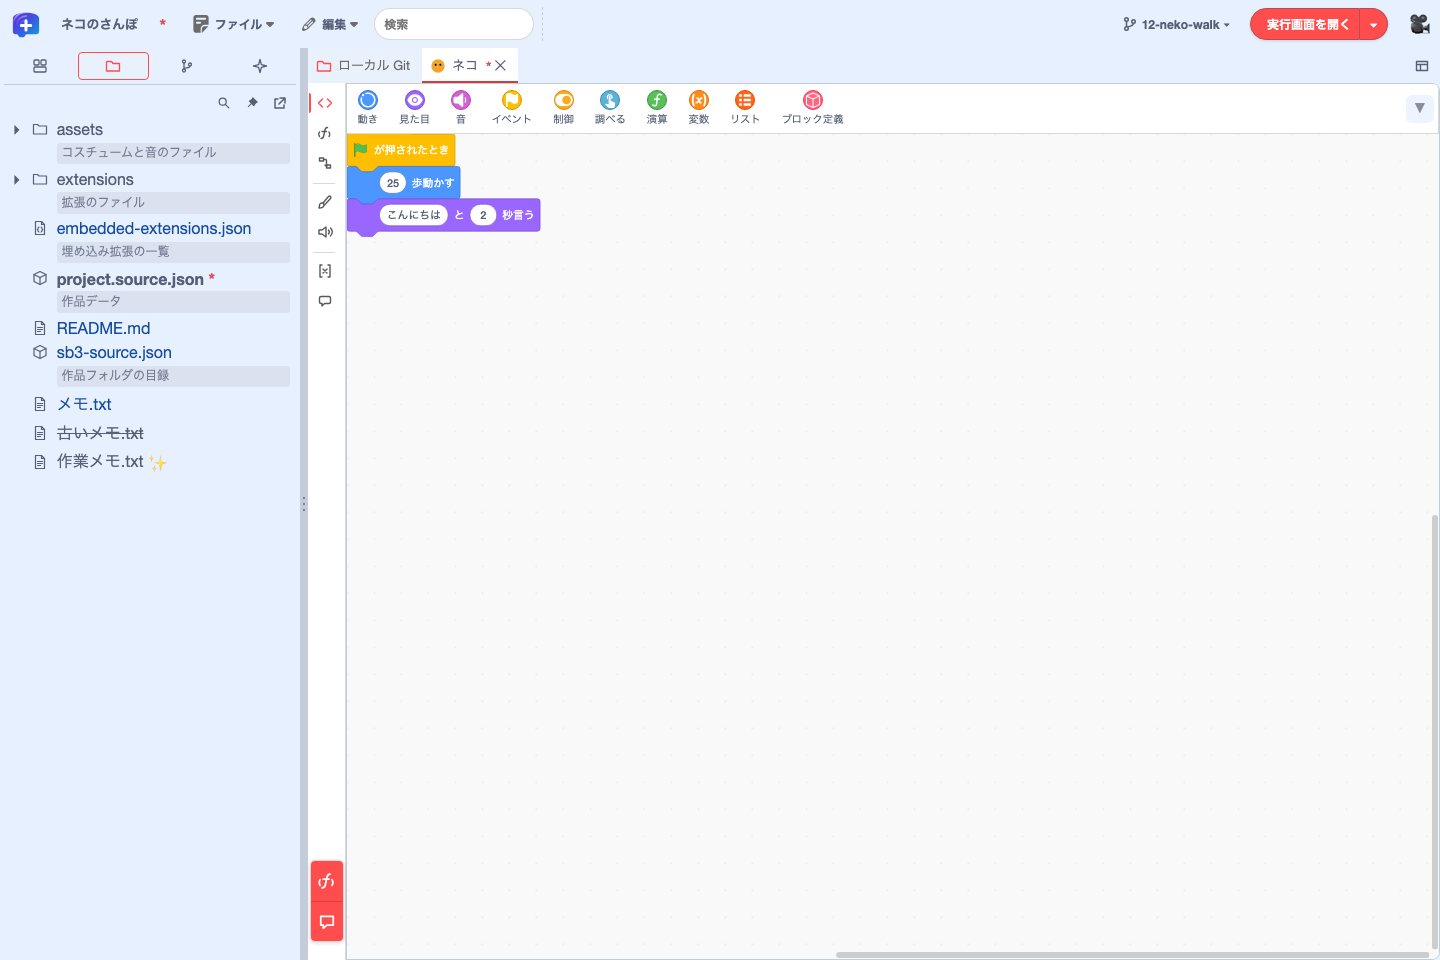 ネコのさんぽ *
ファイル
編集
検索
12-neko-walk
実行画面を開く
ローカル Git
ネコ *
動き
見た目
音
イベント
制御
調べる
演算
変数
リスト
ブロック定義
assets
コスチュームと音のファイル
extensions
拡張のファイル
embedded-extensions.json
埋め込み拡張の一覧
project.source.json *
作品データ
README.md
sb3-source.json
作品フォルダの目録
メモ.txt
古いメモ.txt
作業メモ.txt
が押されたとき
25 歩動かす
こんにちは と 2 秒言う